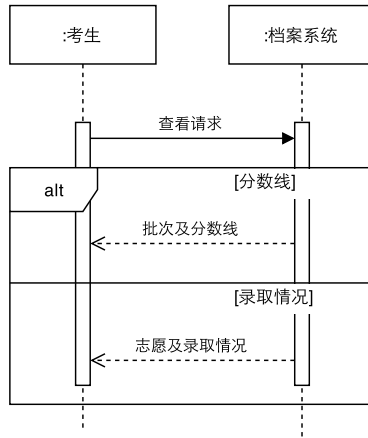 :考生
:档案系统
查看请求
alt
[分数线]
批次及分数线
[录取情况]
志愿及录取情况